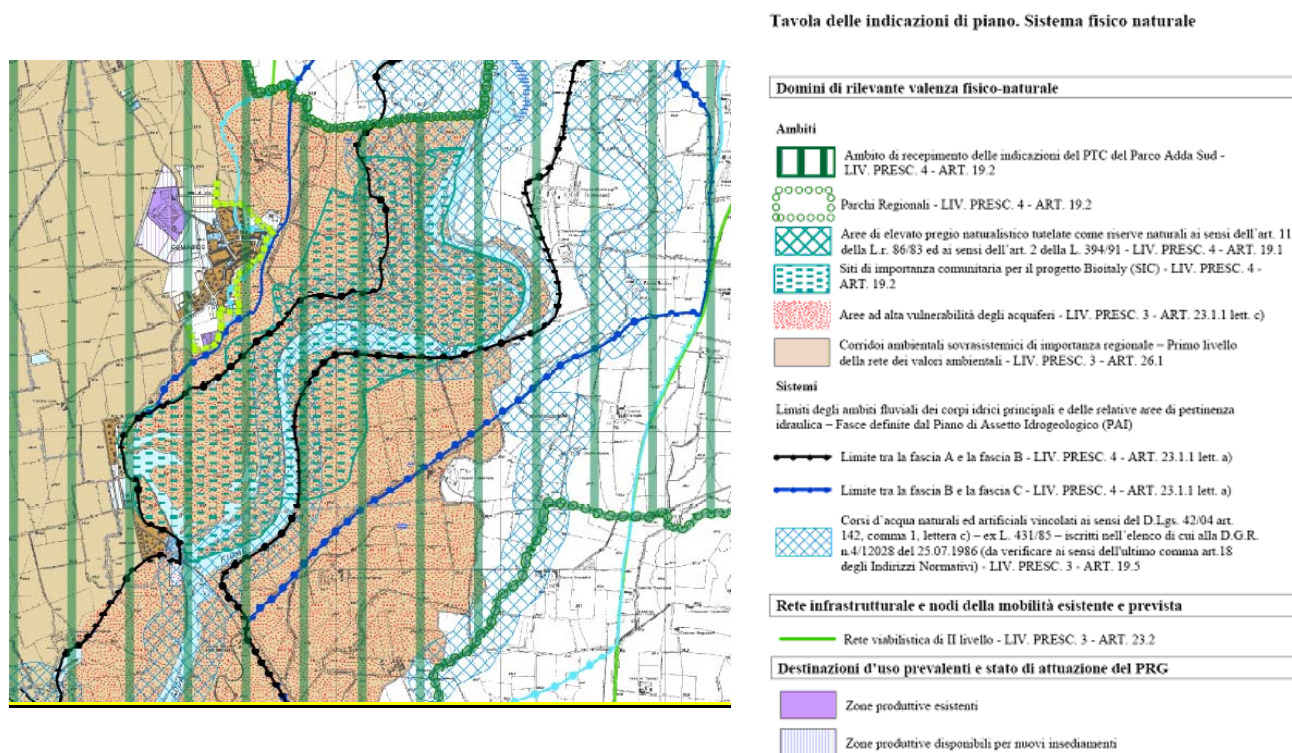 Tavola delle indicazioni di piano. Sistema fisico naturale
Domini di rilevante valenza fisico-naturale
Ambiti
Ambito di recepimento delle indicazioni del PTC del Parco Adda Sud -
LIV. PRESC. 4 - ART. 19.2
Parchi Regionali - LIV. PRESC. 4 - ART. 19.2
Aree di elevato pregio naturalistico tutelate come riserve naturali ai sensi dell'art. 11
della L.r. 86/83 ed ai sensi dell'art. 2 della L. 394/91 - LIV. PRESC. 4 - ART. 19.1
Siti di importanza comunitaria per il progetto Bioitaly (SIC) - LIV. PRESC. 4 -
ART. 19.2
Aree ad alta vulnerabilità degli acquiferi - LIV. PRESC. 3 - ART. 23.1.1 lett. c)
Corridoi ambientali sovrasistemici di importanza regionale – Primo livello
della rete dei valori ambientali - LIV. PRESC. 3 - ART. 26.1
Sistemi
Limiti degli ambiti fluviali dei corpi idrici principali e delle relative aree di pertinenza
idraulica – Fasce definite dal Piano di Assetto Idrogeologico (PAI)
Limite tra la fascia A e la fascia B - LIV. PRESC. 4 - ART. 23.1.1 lett. a)
Limite tra la fascia B e la fascia C - LIV. PRESC. 4 - ART. 23.1.1 lett. a)
Corsi d'acqua naturali ed artificiali vincolati ai sensi del D.Lgs. 42/04 art.
142, comma 1, lettera c) – ex L. 431/85 – iscritti nell'elenco di cui alla D.G.R.
n.4/12028 del 25.07.1986 (da verificare ai sensi dell'ultimo comma art.18
degli Indirizzi Normativi) - LIV. PRESC. 3 - ART. 19.5
Rete infrastrutturale e nodi della mobilità esistente e prevista
Rete viabilistica di II livello - LIV. PRESC. 3 - ART. 23.2
Destinazioni d'uso prevalenti e stato di attuazione del PRG
Zone produttive esistenti
Zone produttive disponibili per nuovi insediamenti